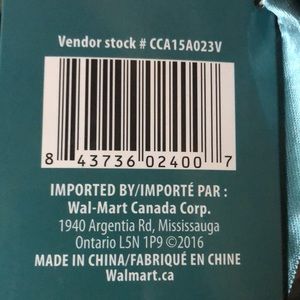 Vendor stock # CCA15A023V
8 43736 02400 7
IMPORTED BY/IMPORTÉ PAR :
Wal-Mart Canada Corp.
1940 Argentia Rd, Mississauga
Ontario L5N 1P9 ©2016
MADE IN CHINA/FABRIQUÉ EN CHINE
Walmart.ca